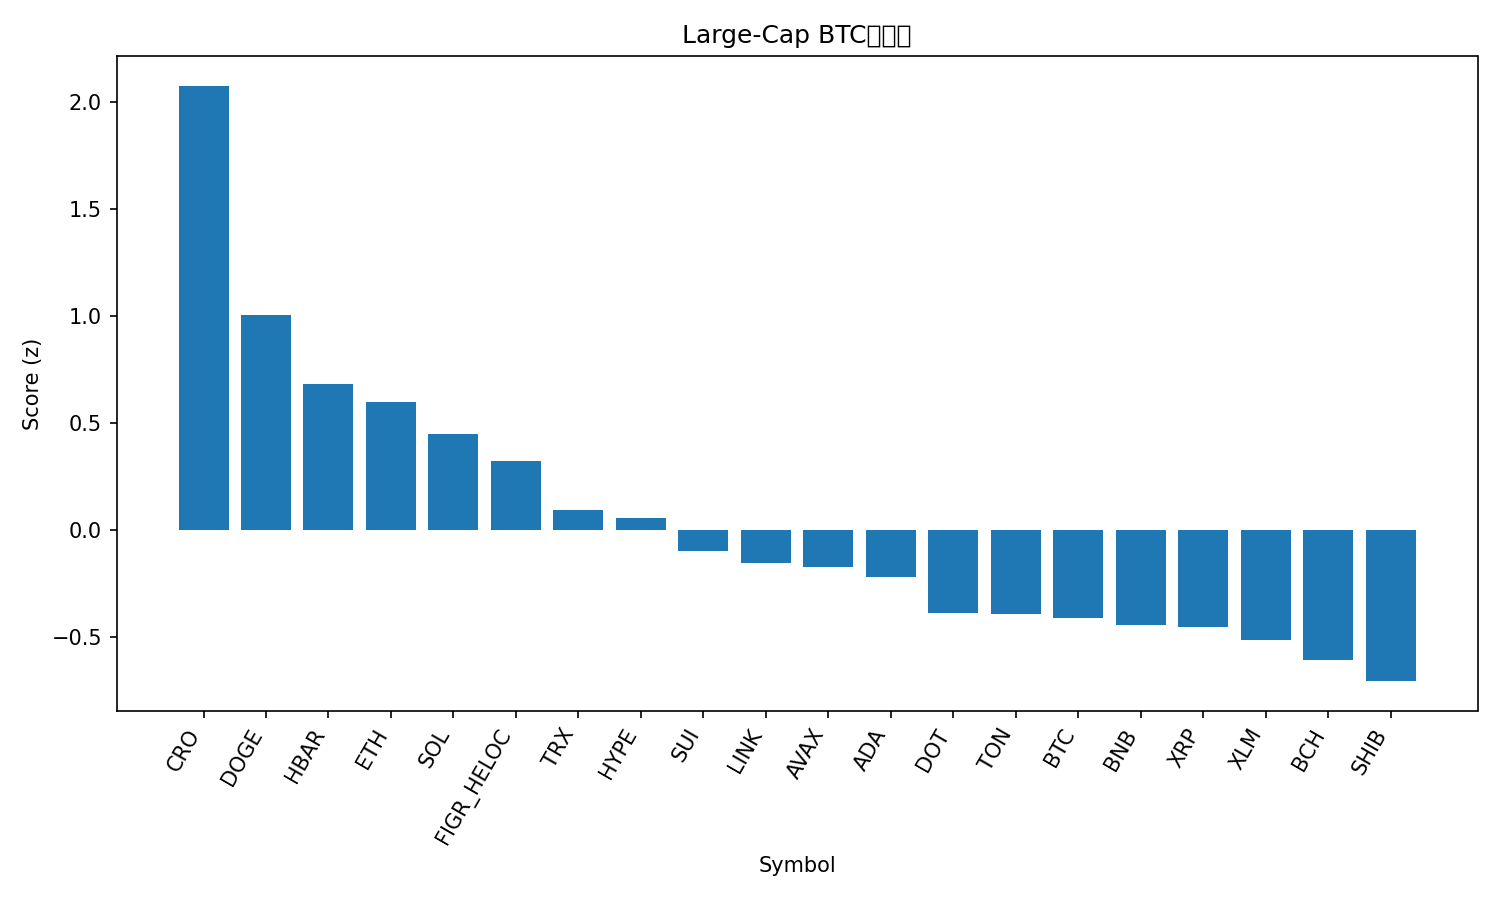 Large-Cap BTC
2.0
1.5
1.0
0.5
0.0
−0.5
Score (z)
CRO
DOGE
HBAR
ETH
SOL
FIGR_HELOC
TRX
HYPE
SUI
LINK
AVAX
ADA
DOT
TON
BTC
BNB
XRP
XLM
BCH
SHIB
Symbol